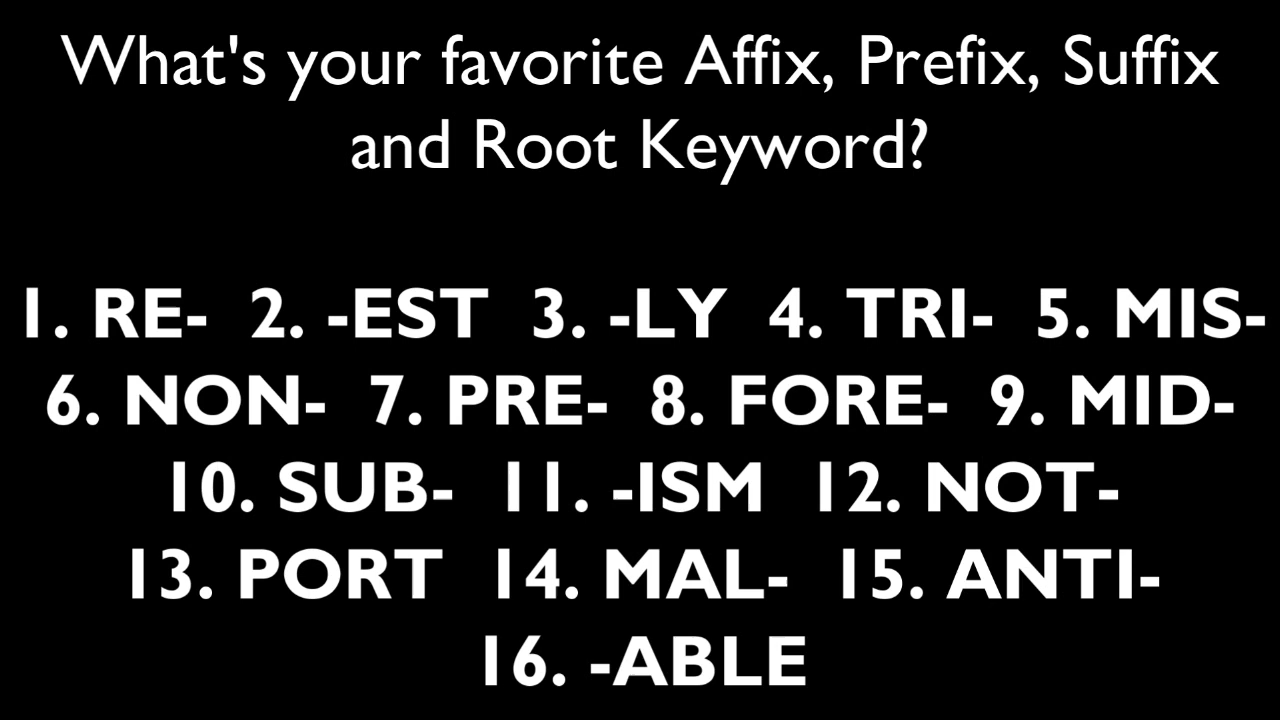 What's your favorite Affix, Prefix, Suffix
and Root Keyword?
1. RE- 2. -EST 3. -LY 4. TRI- 5. MIS-
6. NON- 7. PRE- 8. FORE- 9. MID-
10. SUB- 11. -ISM 12. NOT-
13. PORT 14. MAL- 15. ANTI-
16. -ABLE